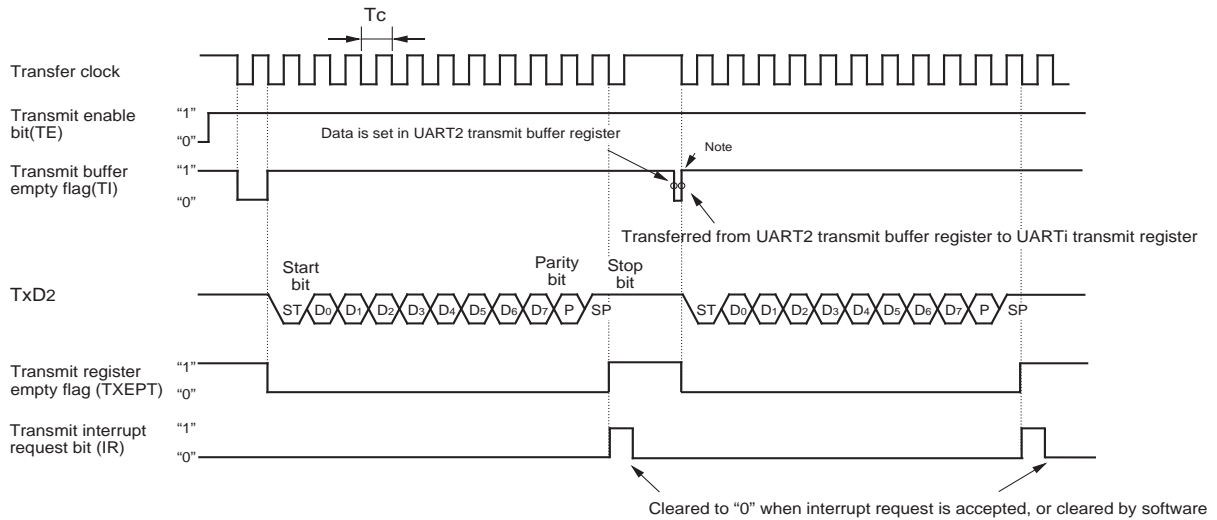 Tc
Transfer clock
Transmit enable
bit(TE)
“1”
“0”
Data is set in UART2 transmit buffer register
Note
Transmit buffer
empty flag(TI)
“1”
“0”
Transferred from UART2 transmit buffer register to UARTi transmit register
Start
bit
Parity
bit
Stop
bit
TxD2
ST D0 D1 D2 D3 D4 D5 D6 D7 P SP
ST D0 D1 D2 D3 D4 D5 D6 D7 P SP
Transmit register
empty flag (TXEPT)
“1”
“0”
Transmit interrupt
request bit (IR)
“1”
“0”
Cleared to “0” when interrupt request is accepted, or cleared by software